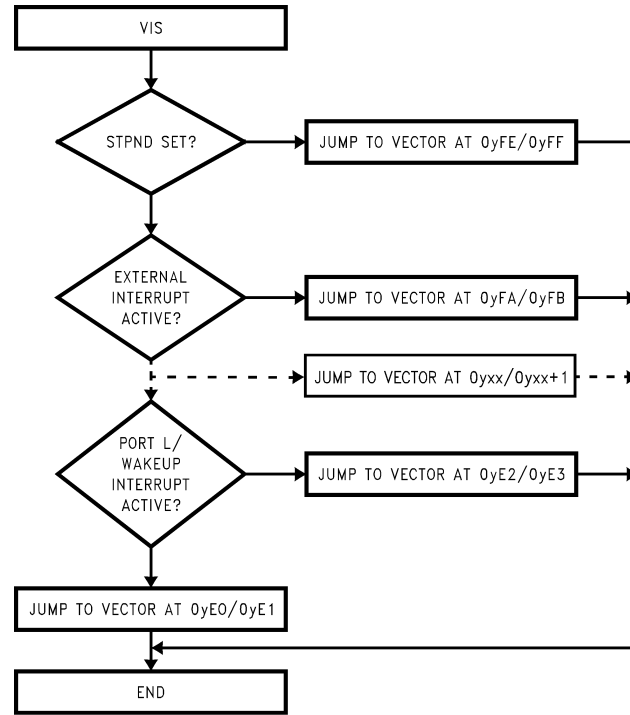 VIS
STPND SET?
JUMP TO VECTOR AT 0yFE/0yFF
EXTERNAL
INTERRUPT
ACTIVE?
JUMP TO VECTOR AT 0yFA/0yFB
JUMP TO VECTOR AT 0yxx/0yxx+1
PORT L/
WAKEUP
INTERRUPT
ACTIVE?
JUMP TO VECTOR AT 0yE2/0yE3
JUMP TO VECTOR AT 0yE0/0yE1
END